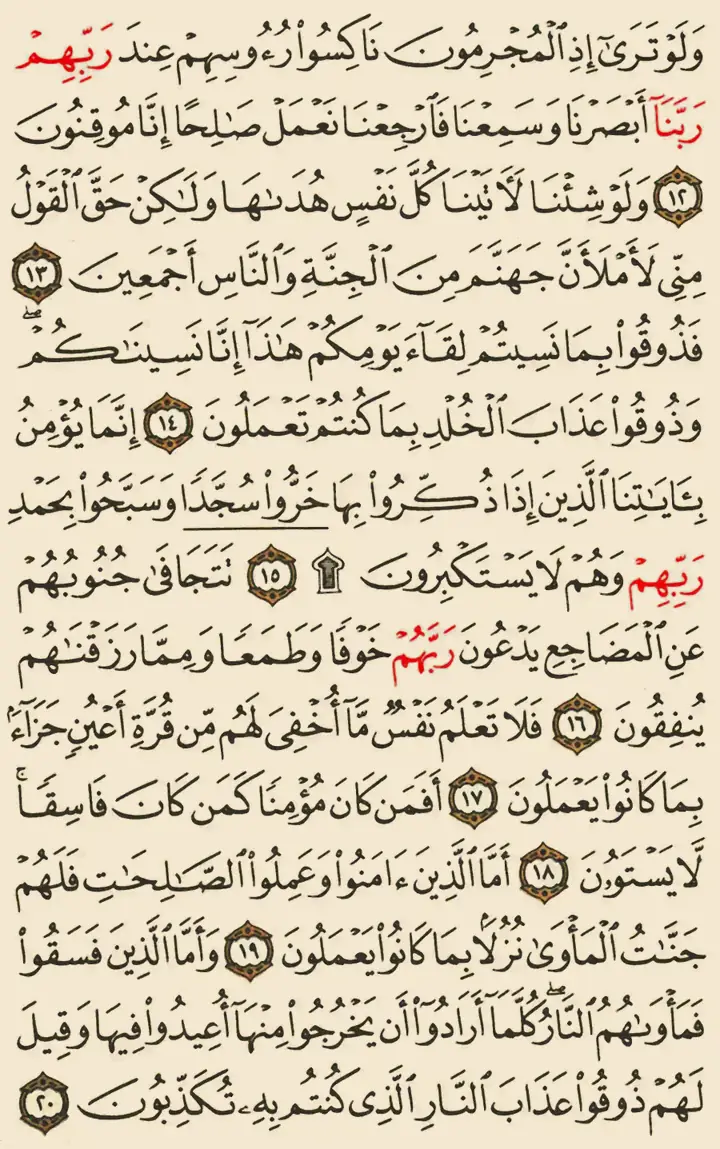 وَلَوْ تَرَىٰٓ إِذِ ٱلْمُجْرِمُونَ نَاكِسُوا۟ رُءُوسِهِمْ عِندَ رَبِّهِمْ
رَبَّنَآ أَبْصَرْنَا وَسَمِعْنَا فَٱرْجِعْنَا نَعْمَلْ صَـٰلِحًا إِنَّا مُوقِنُونَ
١٢ وَلَوْ شِئْنَا لَـَٔاتَيْنَا كُلَّ نَفْسٍ هُدَىٰهَا وَلَـٰكِنْ حَقَّ ٱلْقَوْلُ
مِنِّى لَأَمْلَأَنَّ جَهَنَّمَ مِنَ ٱلْجِنَّةِ وَٱلنَّاسِ أَجْمَعِينَ ١٣
فَذُوقُوا۟ بِمَا نَسِيتُمْ لِقَآءَ يَوْمِكُمْ هَـٰذَآ إِنَّا نَسِينَـٰكُمْ ۖ
وَذُوقُوا۟ عَذَابَ ٱلْخُلْدِ بِمَا كُنتُمْ تَعْمَلُونَ ١٤ إِنَّمَا يُؤْمِنُ
بِـَٔايَـٰتِنَا ٱلَّذِينَ إِذَا ذُكِّرُوا۟ بِهَا خَرُّوا۟ سُجَّدًا وَسَبَّحُوا۟ بِحَمْدِ
رَبِّهِمْ وَهُمْ لَا يَسْتَكْبِرُونَ ۩ ١٥ تَتَجَافَىٰ جُنُوبُهُمْ
عَنِ ٱلْمَضَاجِعِ يَدْعُونَ رَبَّهُمْ خَوْفًا وَطَمَعًا وَمِمَّا رَزَقْنَـٰهُمْ
يُنفِقُونَ ١٦ فَلَا تَعْلَمُ نَفْسٌ مَّآ أُخْفِىَ لَهُم مِّن قُرَّةِ أَعْيُنٍ جَزَآءًۢ
بِمَا كَانُوا۟ يَعْمَلُونَ ١٧ أَفَمَن كَانَ مُؤْمِنًا كَمَن كَانَ فَاسِقًا ۚ
لَّا يَسْتَوُۥنَ ١٨ أَمَّا ٱلَّذِينَ ءَامَنُوا۟ وَعَمِلُوا۟ ٱلصَّـٰلِحَـٰتِ فَلَهُمْ
جَنَّـٰتُ ٱلْمَأْوَىٰ نُزُلًۢا بِمَا كَانُوا۟ يَعْمَلُونَ ١٩ وَأَمَّا ٱلَّذِينَ فَسَقُوا۟
فَمَأْوَىٰهُمُ ٱلنَّارُ ۖ كُلَّمَآ أَرَادُوٓا۟ أَن يَخْرُجُوا۟ مِنْهَآ أُعِيدُوا۟ فِيهَا وَقِيلَ
لَهُمْ ذُوقُوا۟ عَذَابَ ٱلنَّارِ ٱلَّذِى كُنتُم بِهِۦ تُكَذِّبُونَ ٢٠